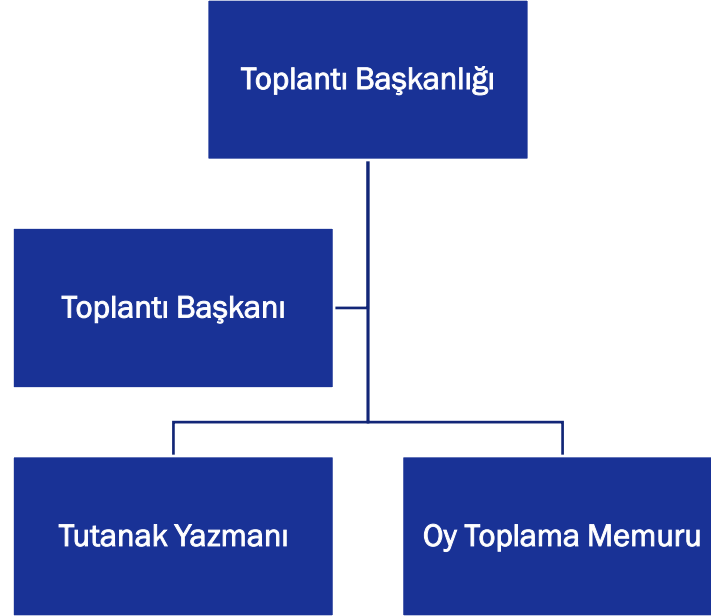 Toplantı Başkanlığı
Toplantı Başkanı
Tutanak Yazmanı
Oy Toplama Memuru